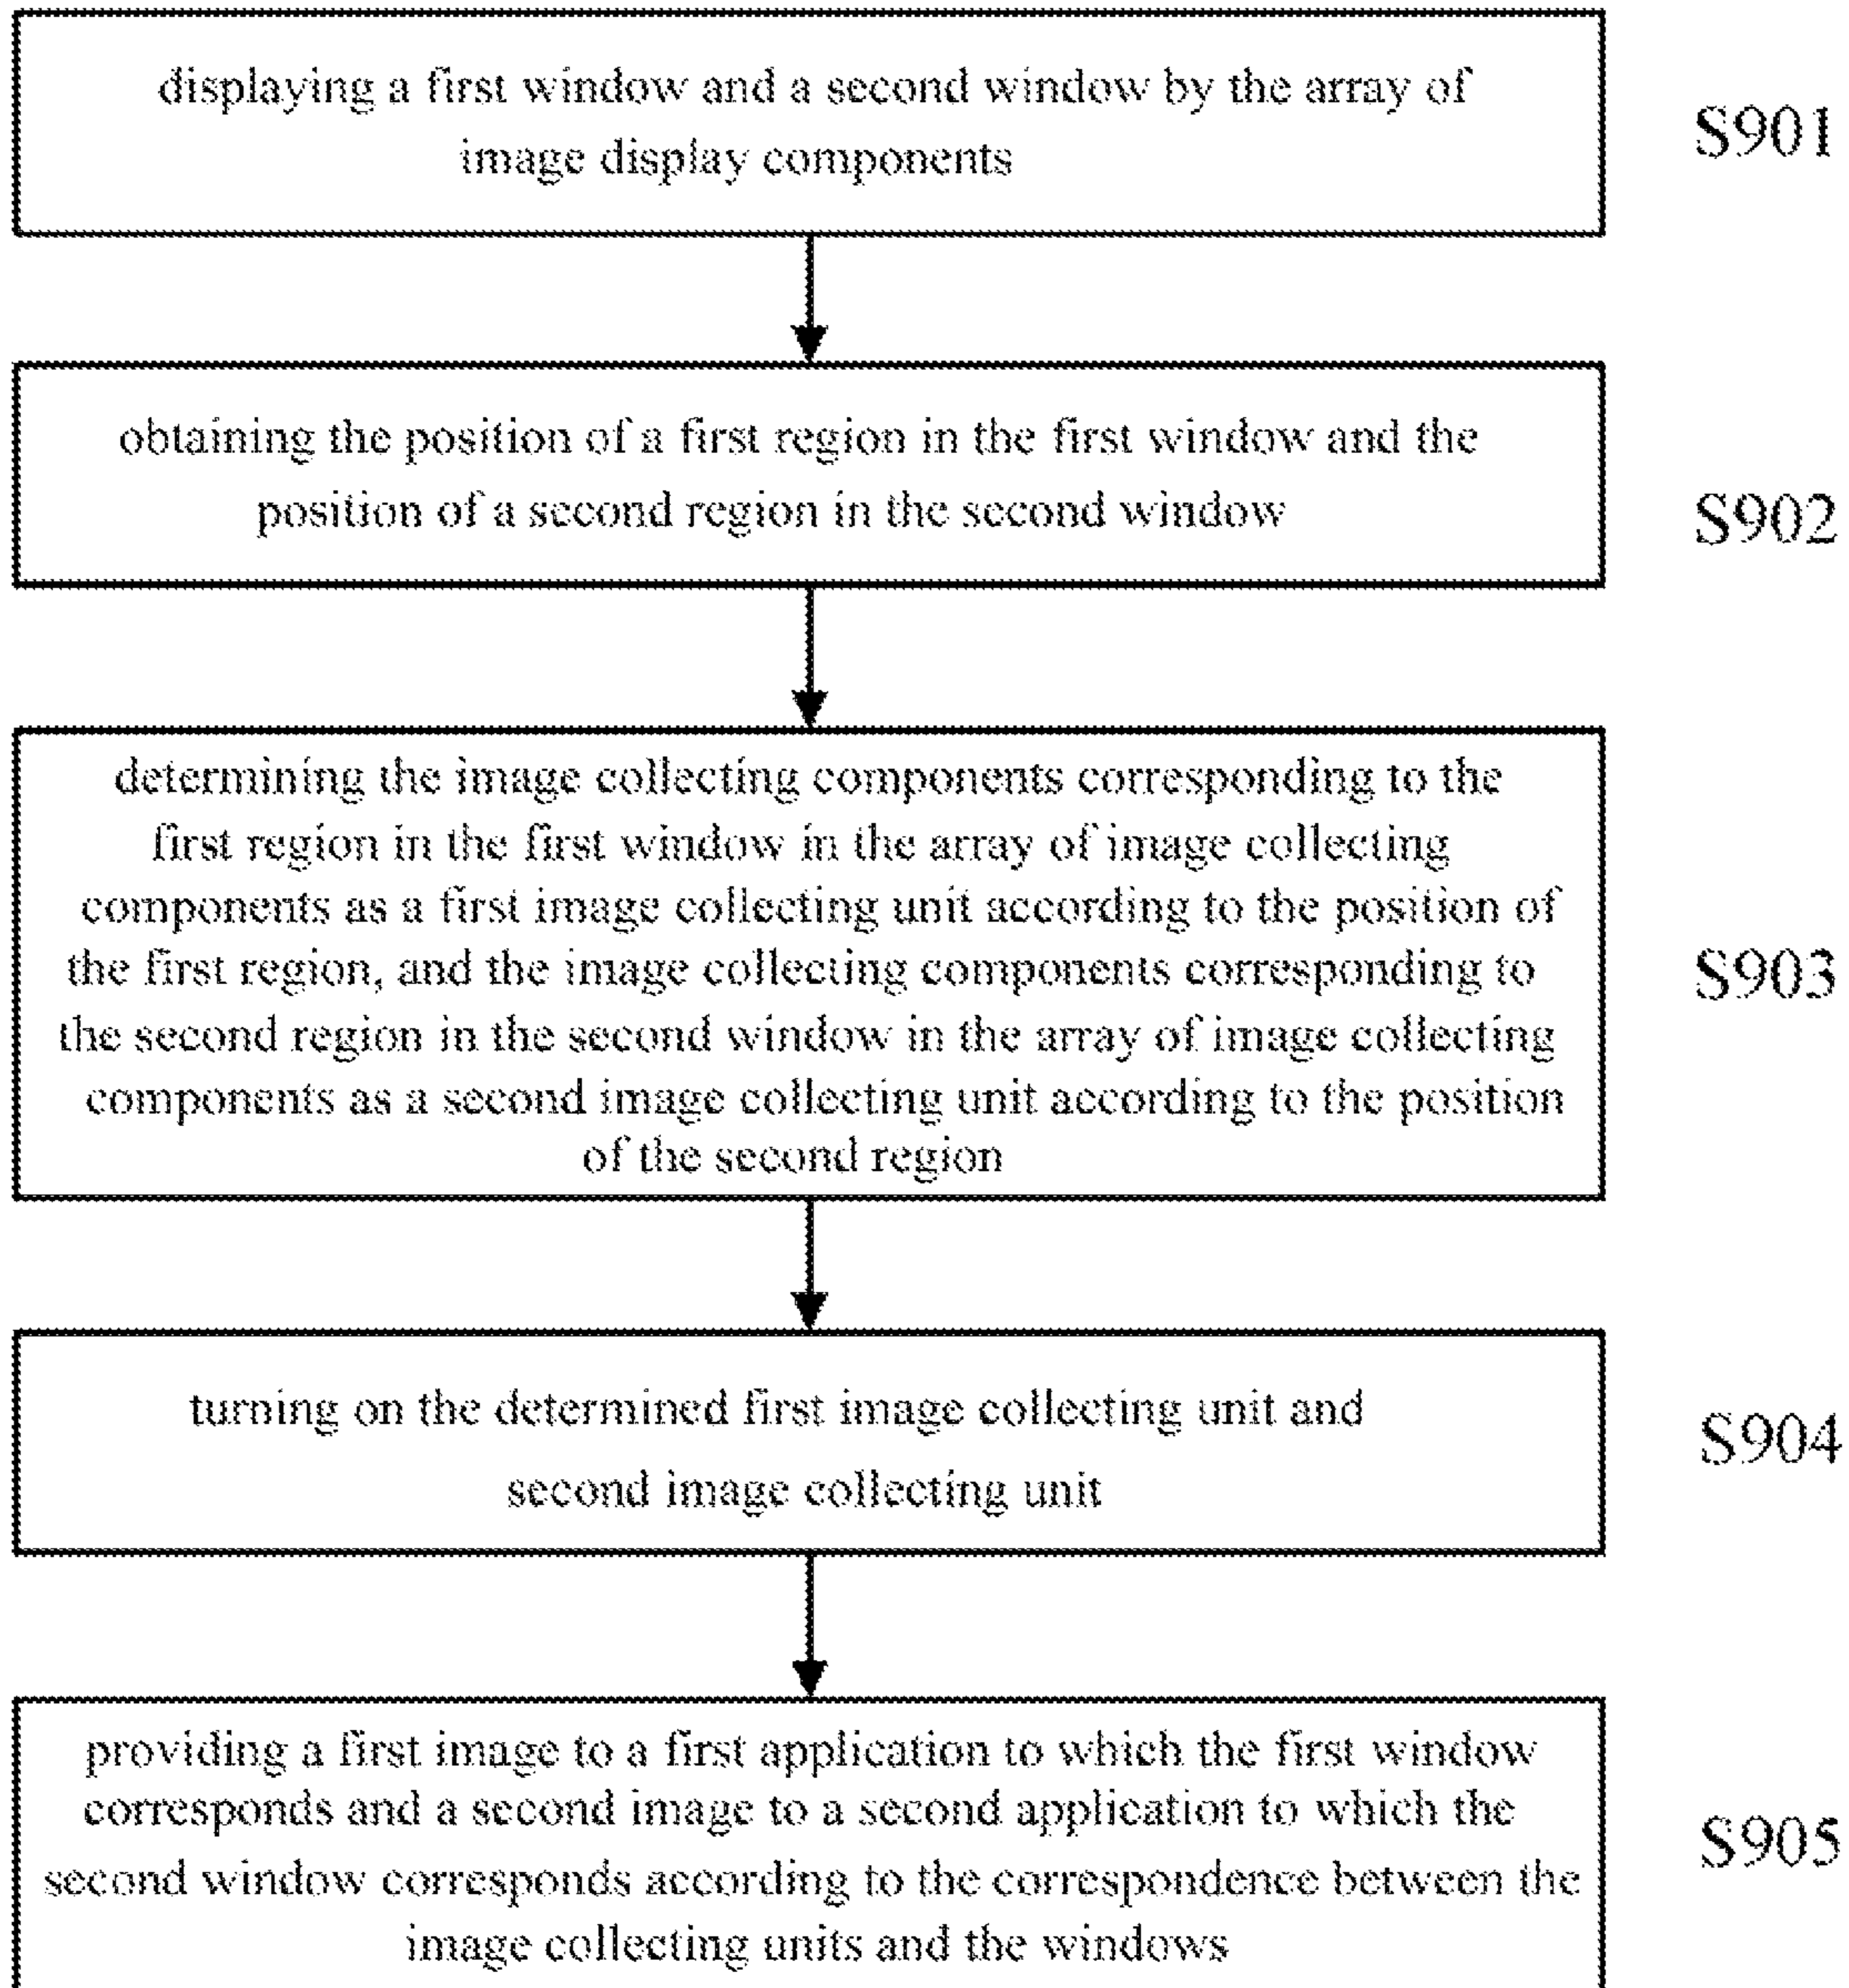 displaying a first window and a second window by the array of
image display components
S901
obtaining the position of a first region in the first window and the
position of a second region in the second window
S902
determining the image collecting components corresponding to the
first region in the first window in the array of image collecting
components as a first image collecting unit according to the position of
the first region, and the image collecting components corresponding to
the second region in the second window in the array of image collecting
components as a second image collecting unit according to the position
of the second region
S903
turning on the determined first image collecting unit and
second image collecting unit
S904
providing a first image to a first application to which the first window
corresponds and a second image to a second application to which the
second window corresponds according to the correspondence between the
image collecting units and the windows
S905